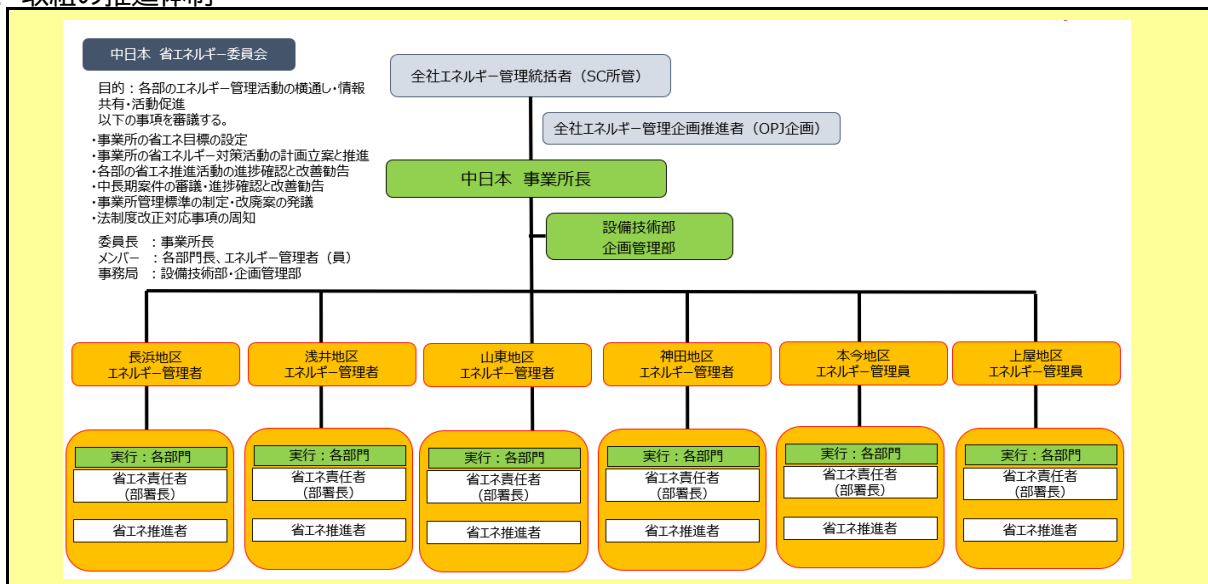 取組の推進体制
中日本 省エネルギー委員会
目的：各部のエネルギー管理活動の横通し・情報
共有・活動促進
以下の事項を審議する。
・事業所の省エネ目標の設定
・事業所の省エネルギー対策活動の計画立案と推進
・各部の省エネ推進活動の進捗確認と改善勧告
・中長期案件の審議・進捗確認と改善勧告
・事業所管理標準の制定・改廃案の発議
・法制度改正対応事項の周知
委員長 ：事業所長
メンバー ：各部門長、エネルギー管理者（員）
事務局 ：設備技術部・企画管理部
全社エネルギー管理統括者（SC所管）
全社エネルギー管理企画推進者（OPJ企画）
中日本 事業所長
設備技術部
企画管理部
長浜地区
エネルギー管理者
浅井地区
エネルギー管理者
山東地区
エネルギー管理者
神田地区
エネルギー管理者
本今地区
エネルギー管理員
上屋地区
エネルギー管理員
実行：各部門
省エネ責任者
(部署長)
省エネ推進者
実行：各部門
省エネ責任者
(部署長)
省エネ推進者
実行：各部門
省エネ責任者
(部署長)
省エネ推進者
実行：各部門
省エネ責任者
(部署長)
省エネ推進者
実行：各部門
省エネ責任者
(部署長)
省エネ推進者
実行：各部門
省エネ責任者
(部署長)
省エネ推進者